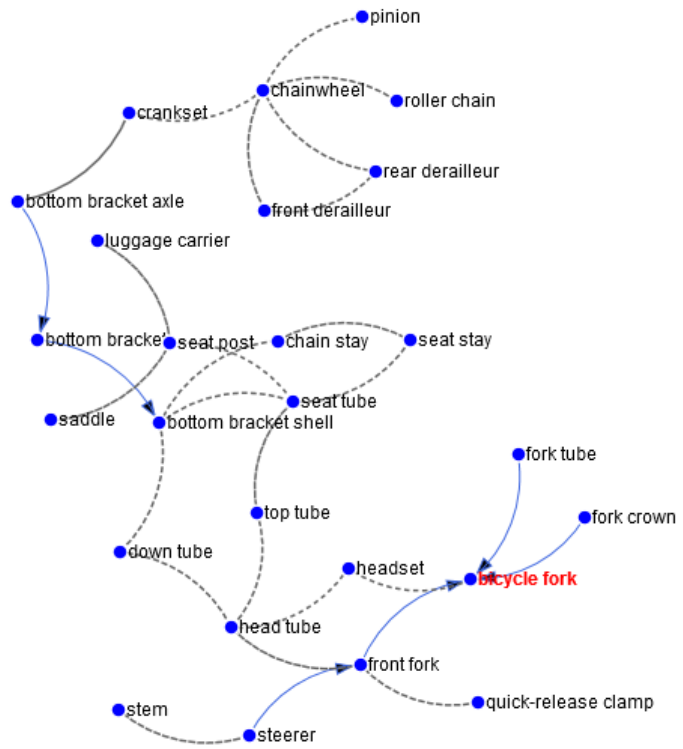 pinion
chainwheel
roller chain
crankset
rear derailleur
bottom bracket axle
front derailleur
luggage carrier
bottom bracket
seat post
chain stay
seat stay
seat tube
saddle
bottom bracket shell
fork tube
top tube
fork crown
down tube
headset
bicycle fork
head tube
front fork
quick-release clamp
stem
steerer